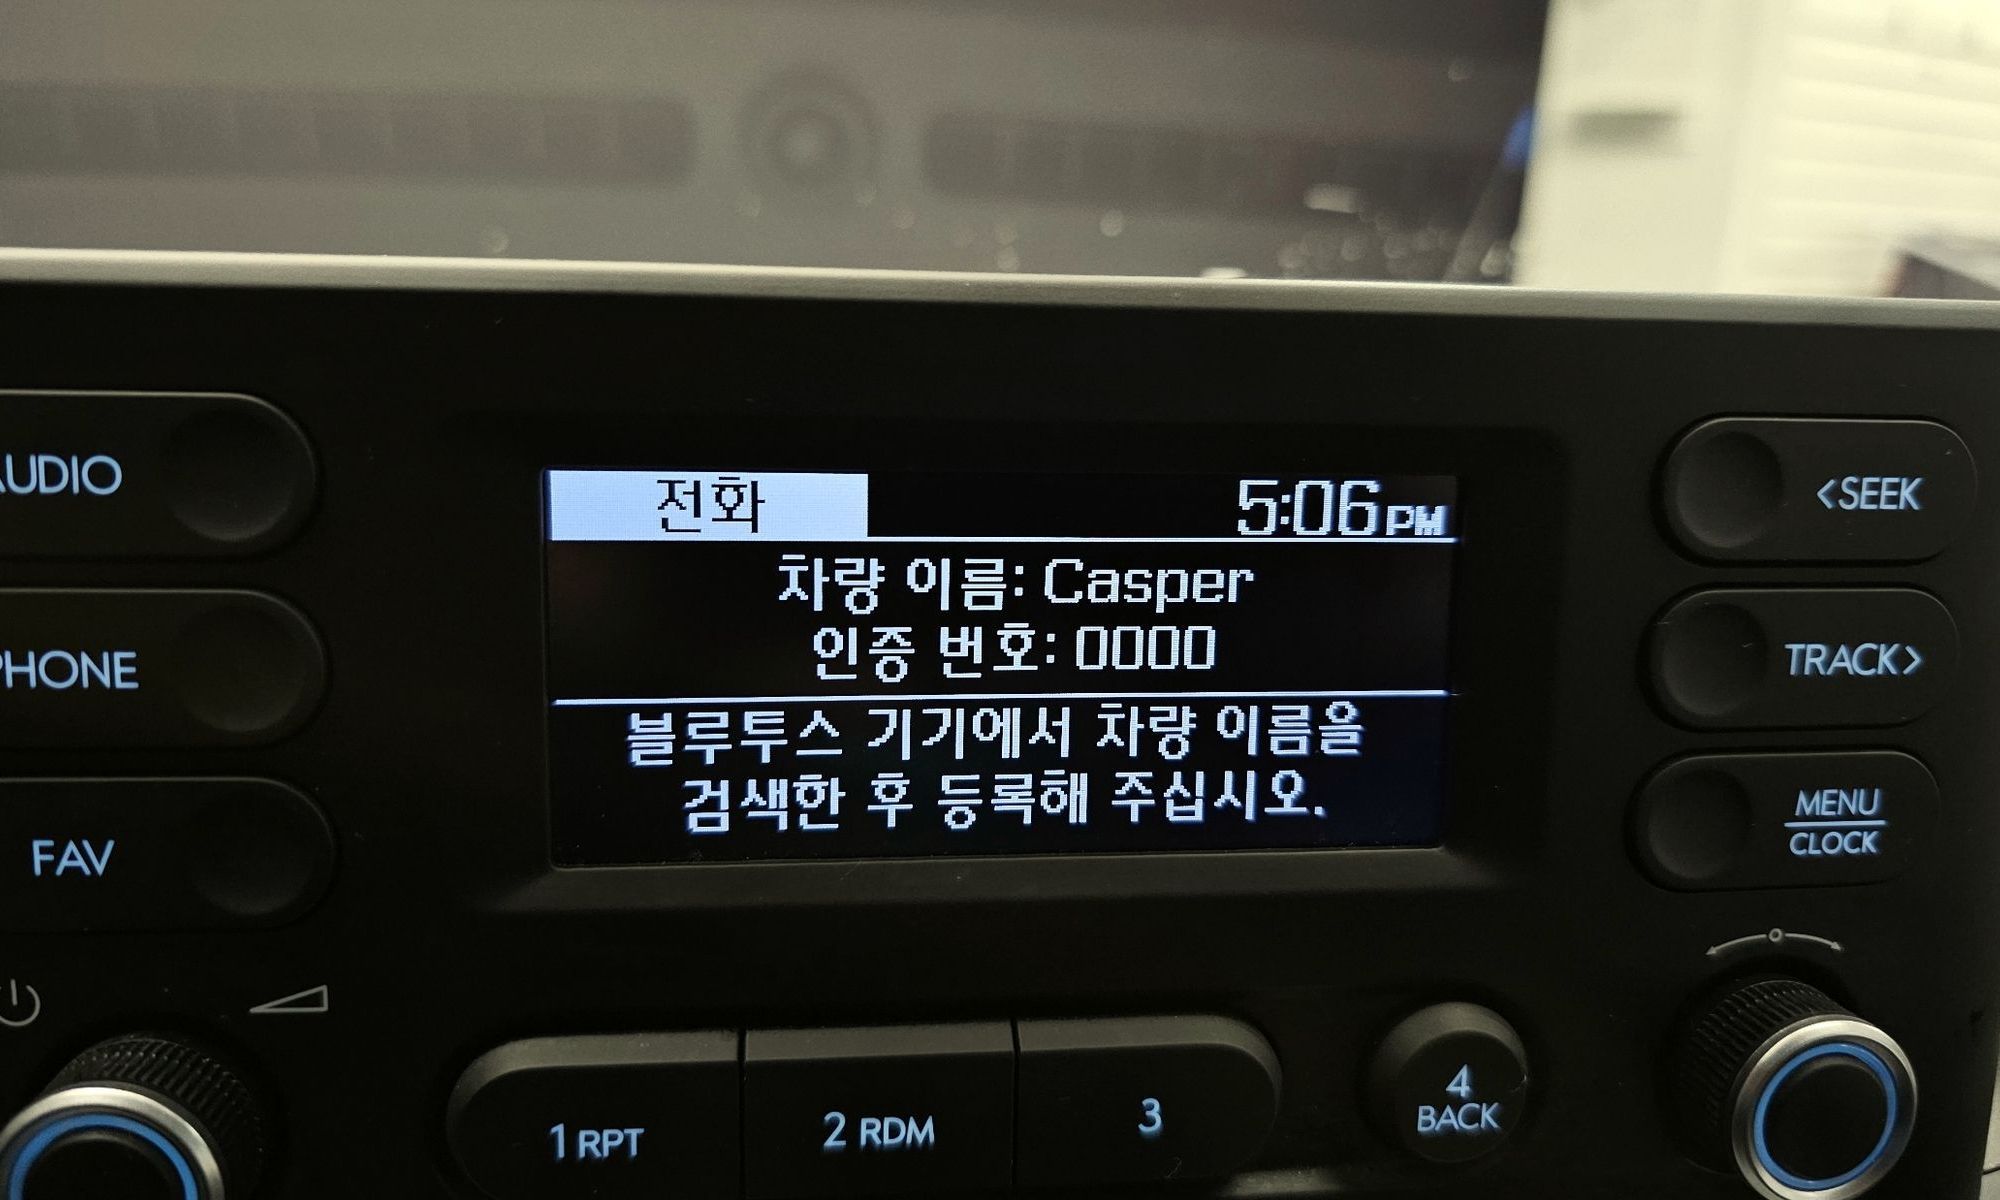 AUDIO
PHONE
FAV
전화 5:06 PM
차량 이름: Casper
인증 번호: 0000
블루투스 기기에서 차량 이름을
검색한 후 등록해 주십시오.
<SEEK
TRACK>
MENU
CLOCK
1 RPT
2 RDM
3
4
BACK